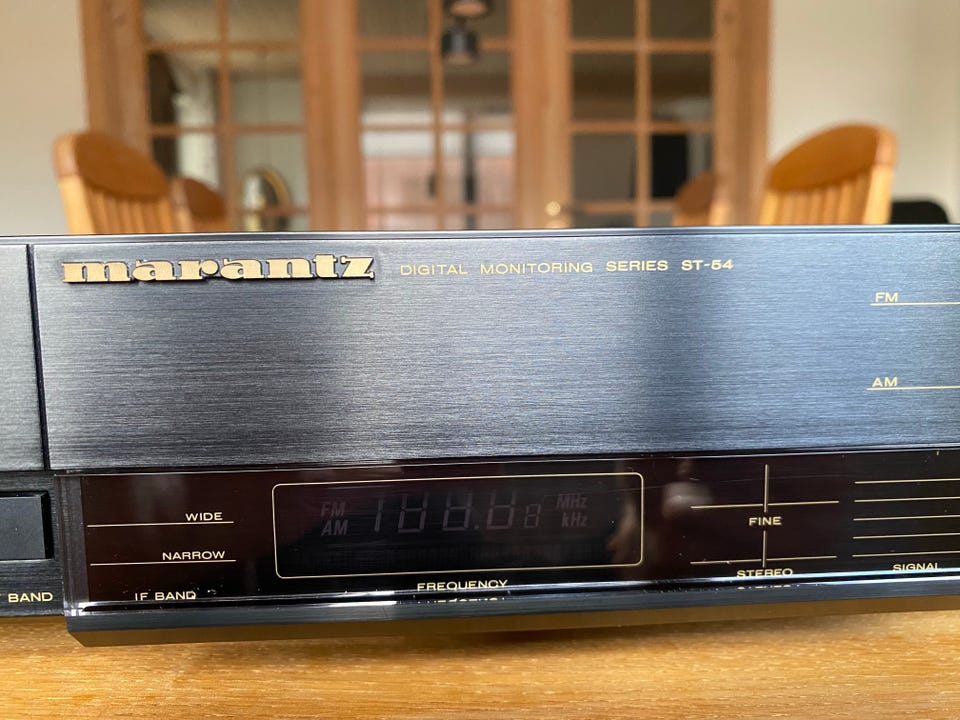 marantz DIGITAL MONITORING SERIES ST-54
FM
AM
WIDE
NARROW
IF BAND
BAND
FM
AM
MHz
kHz
FREQUENCY
FINE
STEREO
SIGNAL